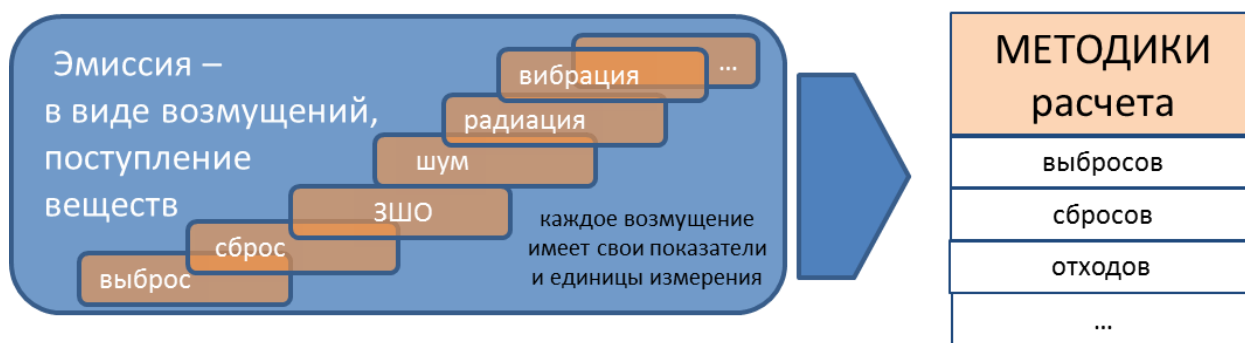 Эмиссия –
в виде возмущений,
поступление
веществ
выброс
сброс
ЗШО
шум
радиация
вибрация
...
каждое возмущение
имеет свои показатели
и единицы измерения
МЕТОДИКИ
расчета
выбросов
сбросов
отходов
...